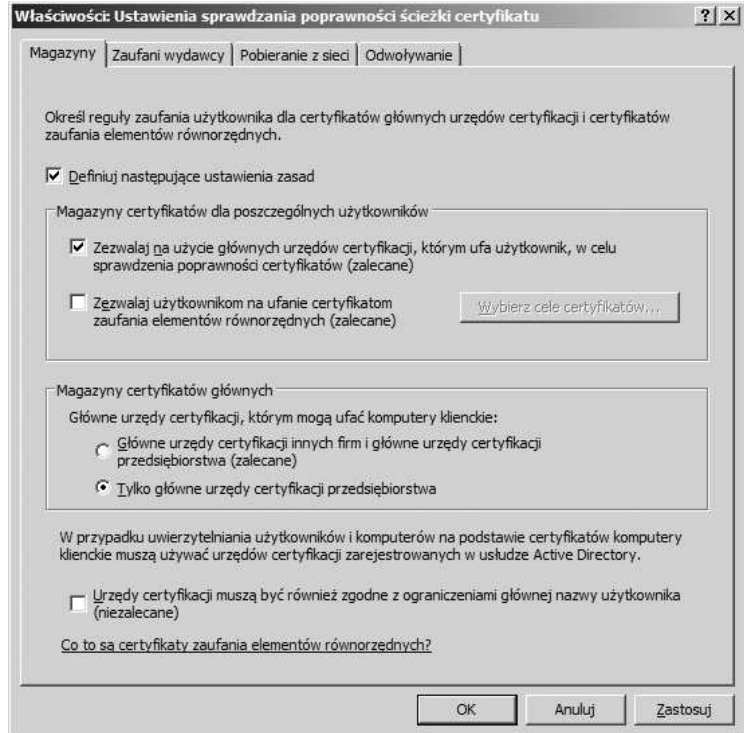 Właściwości: Ustawienia sprawdzania poprawności ścieżki certyfikatu
Magazyny Zaufani wydawcy Pobieranie z sieci Odwoływanie
Określ reguły zaufania użytkownika dla certyfikatów głównych urzędów certyfikacji i certyfikatów
zaufania elementów równorzędnych.
Definiuj następujące ustawienia zasad
Magazyny certyfikatów dla poszczególnych użytkowników
Zezwalaj na użycie głównych urzędów certyfikacji, którym ufa użytkownik, w celu
sprawdzenia poprawności certyfikatów (zalecane)
Zezwalaj użytkownikom na ufanie certyfikatom
zaufania elementów równorzędnych (zalecane)
Wybierz cele certyfikatów...
Magazyny certyfikatów głównych
Główne urzędy certyfikacji, którym mogą ufać komputery klienckie:
Główne urzędy certyfikacji innych firm i główne urzędy certyfikacji
przedsiębiorstwa (zalecane)
Tylko główne urzędy certyfikacji przedsiębiorstwa
W przypadku uwierzytelniania użytkowników i komputerów na podstawie certyfikatów komputery
klienckie muszą używać urzędów certyfikacji zarejestrowanych w usłudze Active Directory.
Urzędy certyfikacji muszą być również zgodne z ograniczeniami głównej nazwy użytkownika
(niezalecane)
Co to są certyfikaty zaufania elementów równorzędnych?
OK Anuluj Zastosuj